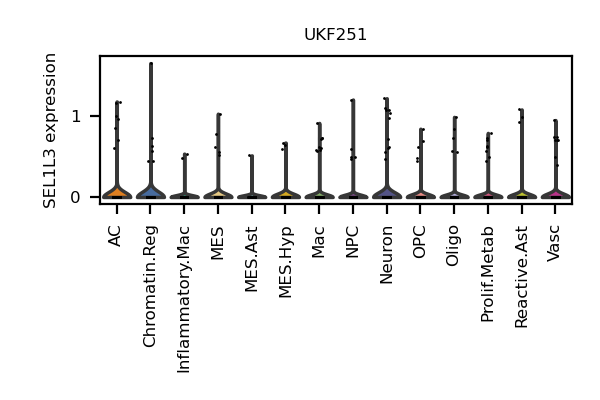 UKF251
SEL1L3 expression
1
0
AC
Chromatin.Reg
Inflammatory.Mac
MES
MES.Ast
MES.Hyp
Mac
NPC
Neuron
OPC
Oligo
Prolif.Metab
Reactive.Ast
Vasc